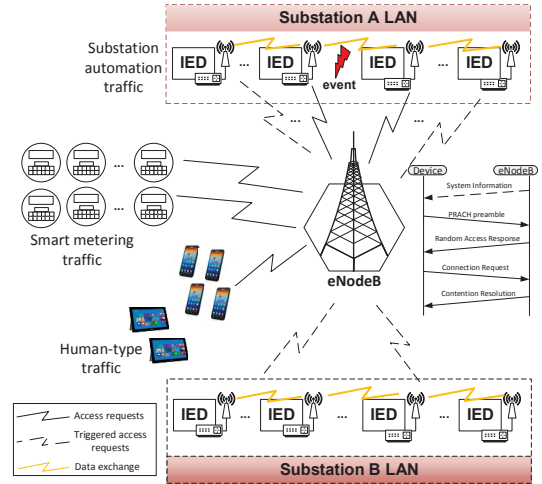 Substation A LAN
Substation
automation
traffic
IED
...
IED
IED
...
IED
event
...
...
Device
eNodeB
System Information
PRACH preamble
Random Access Response
Connection Request
Contention Resolution
...
...
Smart metering
traffic
eNodeB
Human-type
traffic
...
IED
...
IED
...
IED
...
IED
Substation B LAN
Access requests
Triggered access
requests
Data exchange